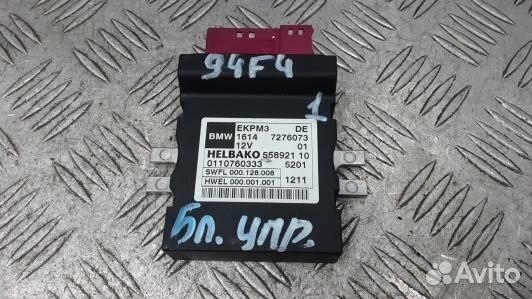 94F4
1
BMW EKPM3 DE
1614 7276073
12V 01
HELBAKO 558921 10
0110760333 5201
SWFL 000.128.008
HWEL 000.001.001 1211
Бл. упр.
Avito